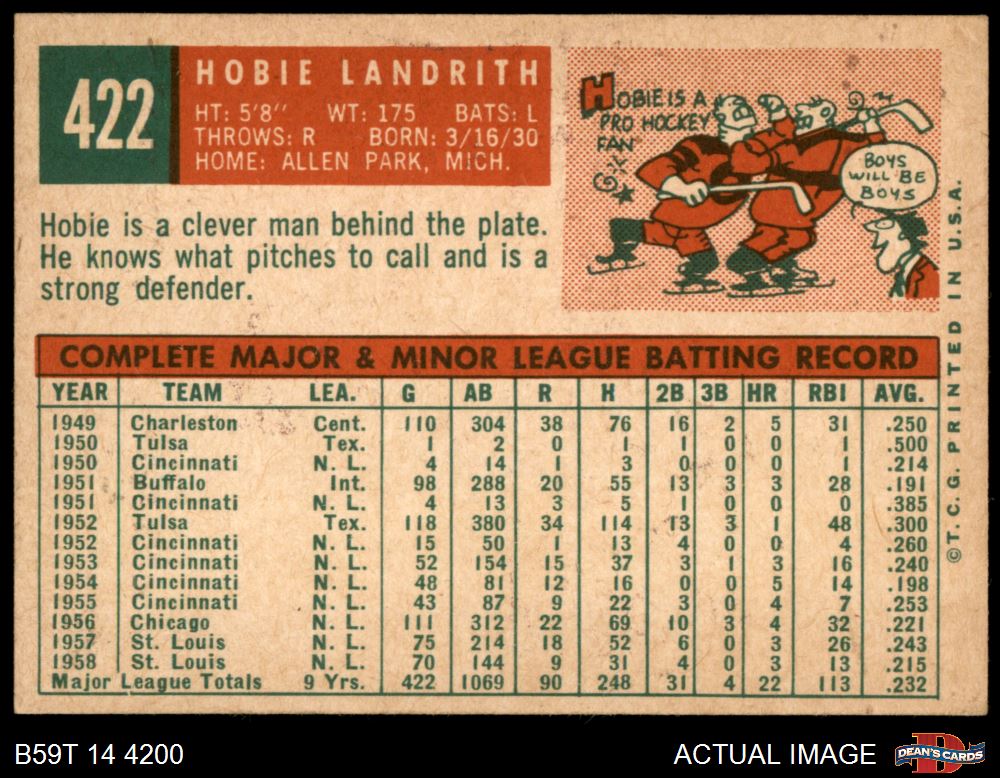 422
HOBIE LANDRITH
HT: 5'8" WT: 175 BATS: L
THROWS: R BORN: 3/16/30
HOME: ALLEN PARK, MICH.
HOBIE IS A
PRO HOCKEY
FAN
BOYS
WILL BE
BOYS
Hobie is a clever man behind the plate.
He knows what pitches to call and is a
strong defender.
COMPLETE MAJOR & MINOR LEAGUE BATTING RECORD
YEAR TEAM LEA. G AB R H 2B 3B HR RBI AVG.
1949 Charleston Cent. 110 304 38 76 16 2 5 31 .250
1950 Tulsa Tex. 1 2 0 1 1 0 0 1 .500
1950 Cincinnati N. L. 4 14 1 3 0 0 0 1 .214
1951 Buffalo Int. 98 288 20 55 13 3 3 28 .191
1951 Cincinnati N. L. 4 13 3 5 1 0 0 0 .385
1952 Tulsa Tex. 118 380 34 114 13 3 1 48 .300
1952 Cincinnati N. L. 15 50 1 13 4 0 0 4 .260
1953 Cincinnati N. L. 52 154 15 37 3 1 3 16 .240
1954 Cincinnati N. L. 48 81 12 16 0 0 5 14 .198
1955 Cincinnati N. L. 43 87 9 22 3 0 4 7 .253
1956 Chicago N. L. 111 312 22 69 10 3 4 32 .221
1957 St. Louis N. L. 75 214 18 52 6 0 3 26 .243
1958 St. Louis N. L. 70 144 9 31 4 0 3 13 .215
Major League Totals 9 Yrs. 422 1069 90 248 31 4 22 113 .232
©T.C.G. PRINTED IN U.S.A.
B59T 14 4200
ACTUAL IMAGE
DEAN'S CARDS